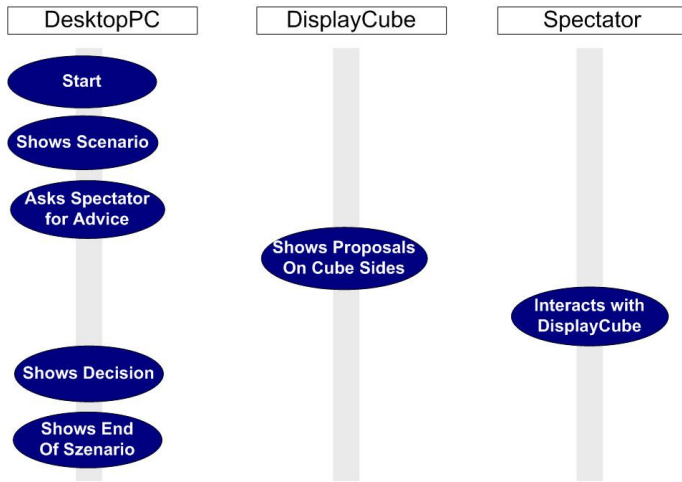 DesktopPC
DisplayCube
Spectator
Start
Shows Scenario
Asks Spectator
for Advice
Shows Proposals
On Cube Sides
Interacts with
DisplayCube
Shows Decision
Shows End
Of Szenario